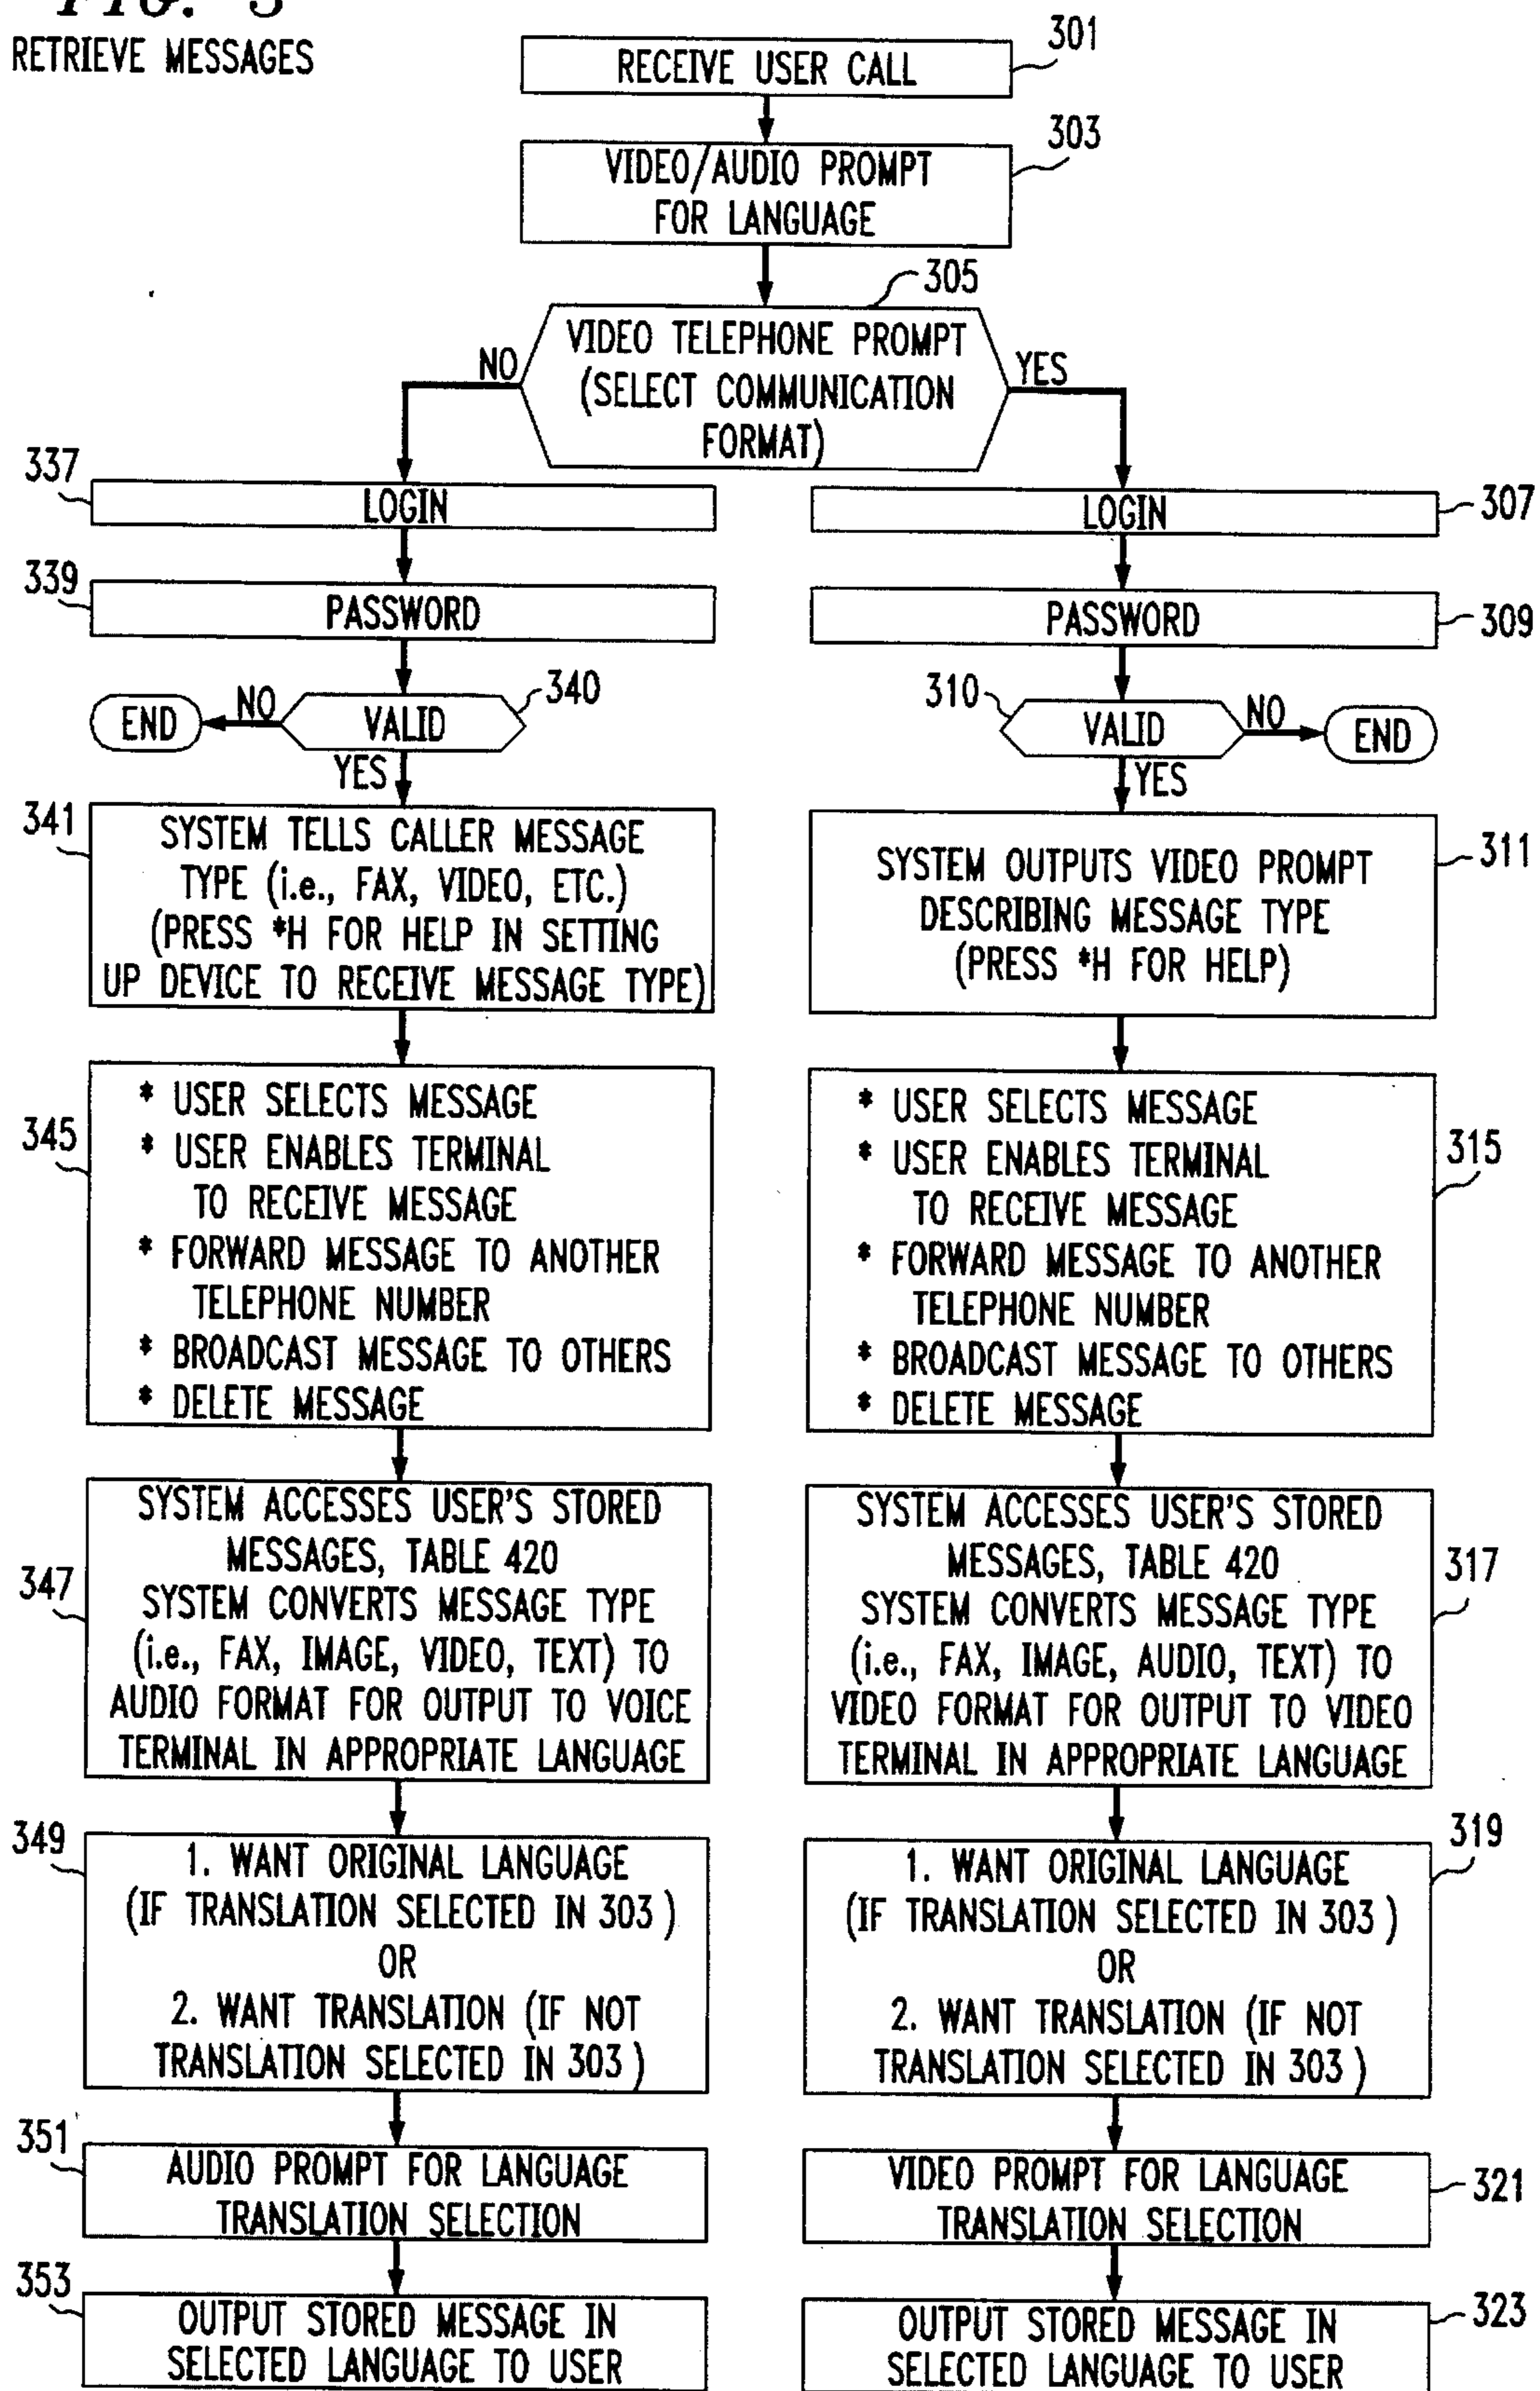 FIG. 3
RETRIEVE MESSAGES
RECEIVE USER CALL
301
VIDEO/AUDIO PROMPT
FOR LANGUAGE
303
305
VIDEO TELEPHONE PROMPT
(SELECT COMMUNICATION
FORMAT)
NO
YES
337
LOGIN
339
PASSWORD
340
VALID
NO
END
YES
341
SYSTEM TELLS CALLER MESSAGE
TYPE (i.e., FAX, VIDEO, ETC.)
(PRESS *H FOR HELP IN SETTING
UP DEVICE TO RECEIVE MESSAGE TYPE)
345
* USER SELECTS MESSAGE
* USER ENABLES TERMINAL
TO RECEIVE MESSAGE
* FORWARD MESSAGE TO ANOTHER
TELEPHONE NUMBER
* BROADCAST MESSAGE TO OTHERS
* DELETE MESSAGE
347
SYSTEM ACCESSES USER'S STORED
MESSAGES, TABLE 420
SYSTEM CONVERTS MESSAGE TYPE
(i.e., FAX, IMAGE, VIDEO, TEXT) TO
AUDIO FORMAT FOR OUTPUT TO VOICE
TERMINAL IN APPROPRIATE LANGUAGE
349
1. WANT ORIGINAL LANGUAGE
(IF TRANSLATION SELECTED IN 303 )
OR
2. WANT TRANSLATION (IF NOT
TRANSLATION SELECTED IN 303 )
351
AUDIO PROMPT FOR LANGUAGE
TRANSLATION SELECTION
353
OUTPUT STORED MESSAGE IN
SELECTED LANGUAGE TO USER
LOGIN
307
PASSWORD
309
310
VALID
NO
END
YES
SYSTEM OUTPUTS VIDEO PROMPT
DESCRIBING MESSAGE TYPE
(PRESS *H FOR HELP)
311
* USER SELECTS MESSAGE
* USER ENABLES TERMINAL
TO RECEIVE MESSAGE
* FORWARD MESSAGE TO ANOTHER
TELEPHONE NUMBER
* BROADCAST MESSAGE TO OTHERS
* DELETE MESSAGE
315
SYSTEM ACCESSES USER'S STORED
MESSAGES, TABLE 420
SYSTEM CONVERTS MESSAGE TYPE
(i.e., FAX, IMAGE, AUDIO, TEXT) TO
VIDEO FORMAT FOR OUTPUT TO VIDEO
TERMINAL IN APPROPRIATE LANGUAGE
317
1. WANT ORIGINAL LANGUAGE
(IF TRANSLATION SELECTED IN 303 )
OR
2. WANT TRANSLATION (IF NOT
TRANSLATION SELECTED IN 303 )
319
VIDEO PROMPT FOR LANGUAGE
TRANSLATION SELECTION
321
OUTPUT STORED MESSAGE IN
SELECTED LANGUAGE TO USER
323